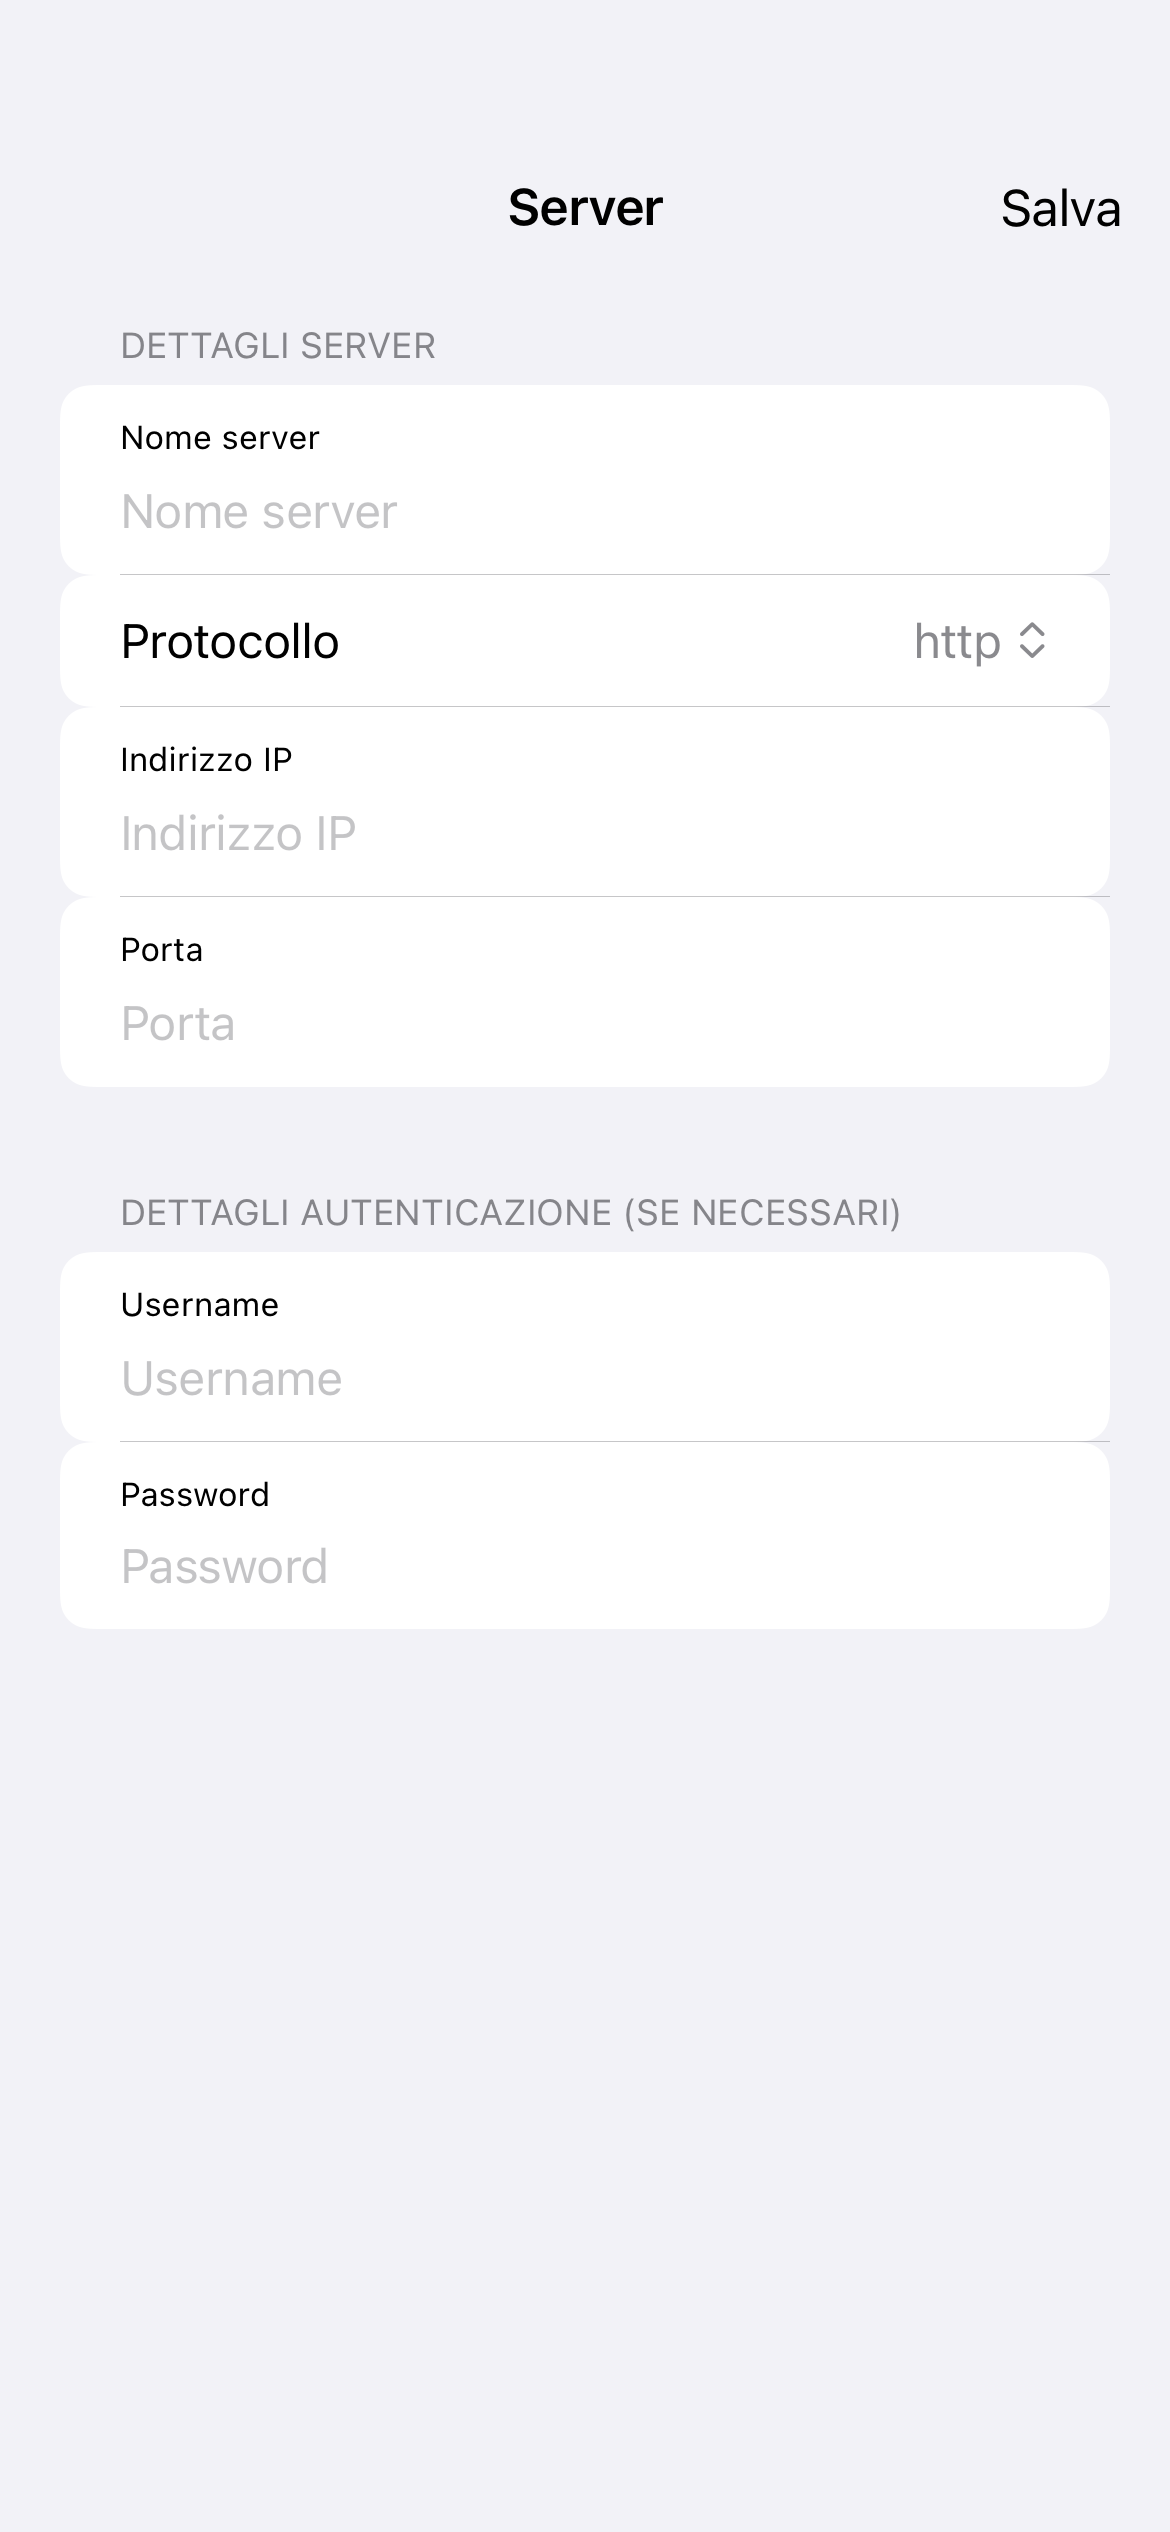 Server
Salva
DETTAGLI SERVER
Nome server
Nome server
Protocollo
http
Indirizzo IP
Indirizzo IP
Porta
Porta
DETTAGLI AUTENTICAZIONE (SE NECESSARI)
Username
Username
Password
Password